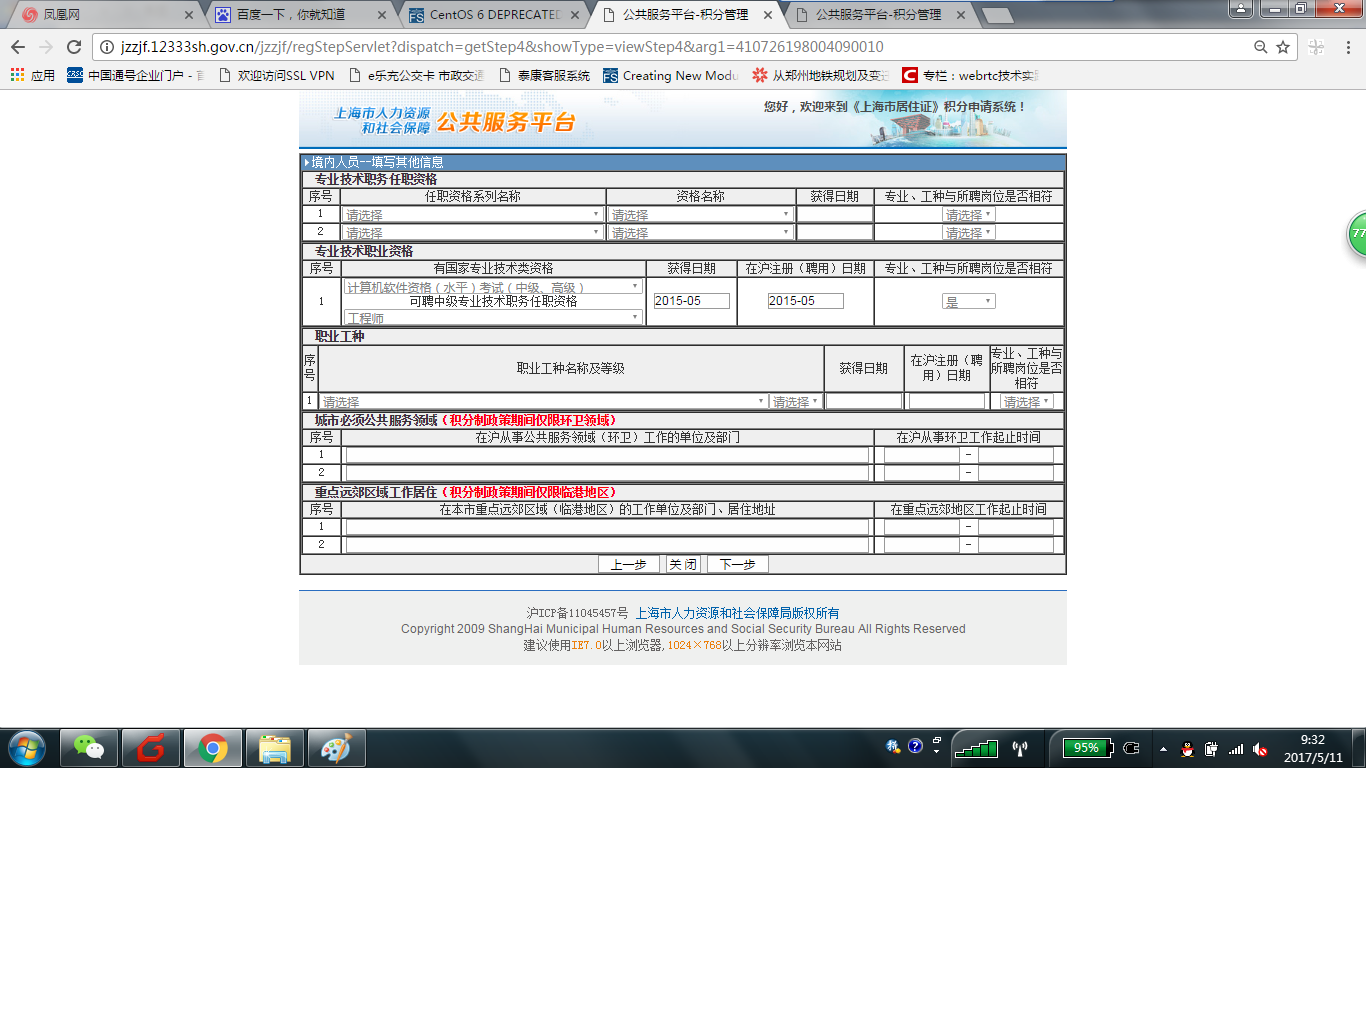 凤凰网
百度一下，你就知道
CentOS 6 DEPRECATED
公共服务平台-积分管理
公共服务平台-积分管理
jzzjf.12333sh.gov.cn/jzzjf/regStepServlet?dispatch=getStep4&showType=viewStep4&arg1=410726198004090010
应用
CRSC 中国通号企业门户 -
欢迎访问SSL VPN
e乐充公交卡 市政交通
泰康客服系统
Creating New Modu
从郑州地铁规划及变迁
专栏：webrtc技术实践
上海市人力资源
和社会保障
公共服务平台
您好，欢迎来到《上海市居住证》积分申请系统！
77
境内人员--填写其他信息
专业技术职务任职资格
序号 任职资格系列名称 资格名称 获得日期 专业、工种与所聘岗位是否相符
1 请选择 请选择 请选择
2 请选择 请选择 请选择
专业技术职业资格
序号 有国家专业技术类资格 获得日期 在沪注册（聘用）日期 专业、工种与所聘岗位是否相符
计算机软件资格（水平）考试（中级、高级）
1 可聘中级专业技术职务任职资格 2015-05 2015-05 是
工程师
职业工种
序号 职业工种名称及等级 获得日期 在沪注册（聘用）日期 专业、工种与所聘岗位是否相符
1 请选择 请选择 请选择
城市必须公共服务领域（积分制政策期间仅限环卫领域）
序号 在沪从事公共服务领域（环卫）工作的单位及部门 在沪从事环卫工作起止时间
1 -
2 -
重点远郊区域工作居住（积分制政策期间仅限临港地区）
序号 在本市重点远郊区域（临港地区）的工作单位及部门、居住地址 在重点远郊地区工作起止时间
1 -
2 -
上一步 关 闭 下一步
沪ICP备11045457号 上海市人力资源和社会保障局版权所有
Copyright 2009 ShangHai Municipal Human Resources and Social Security Bureau All Rights Reserved
建议使用IE7.0以上浏览器,1024×768以上分辨率浏览本网站
95%
9:32
2017/5/11